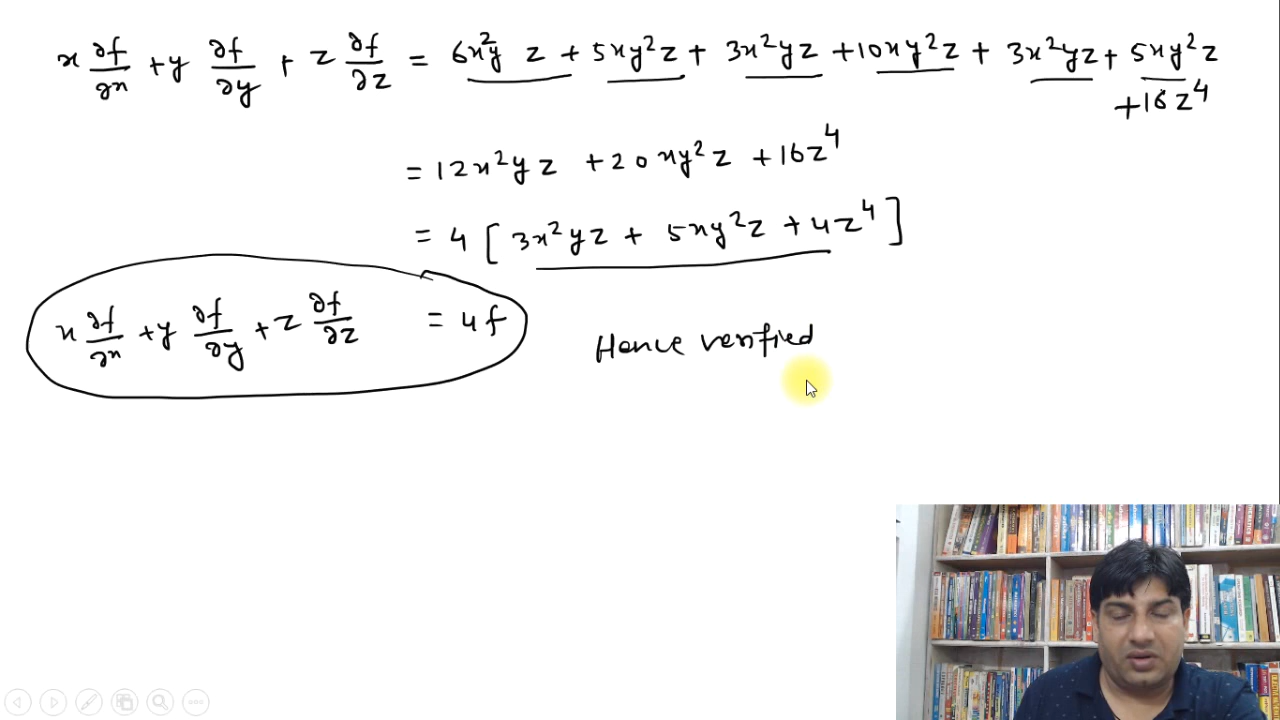 x ∂f/∂x + y ∂f/∂y + z ∂f/∂z = 6x²y z + 5xy²z + 3x²yz + 10xy²z + 3x²yz + 5xy²z
+ 16z⁴
= 12x²yz + 20xy²z + 16z⁴
= 4 [3x²yz + 5xy²z + 4z⁴]
x ∂f/∂x + y ∂f/∂y + z ∂f/∂z = 4f
Hence verified